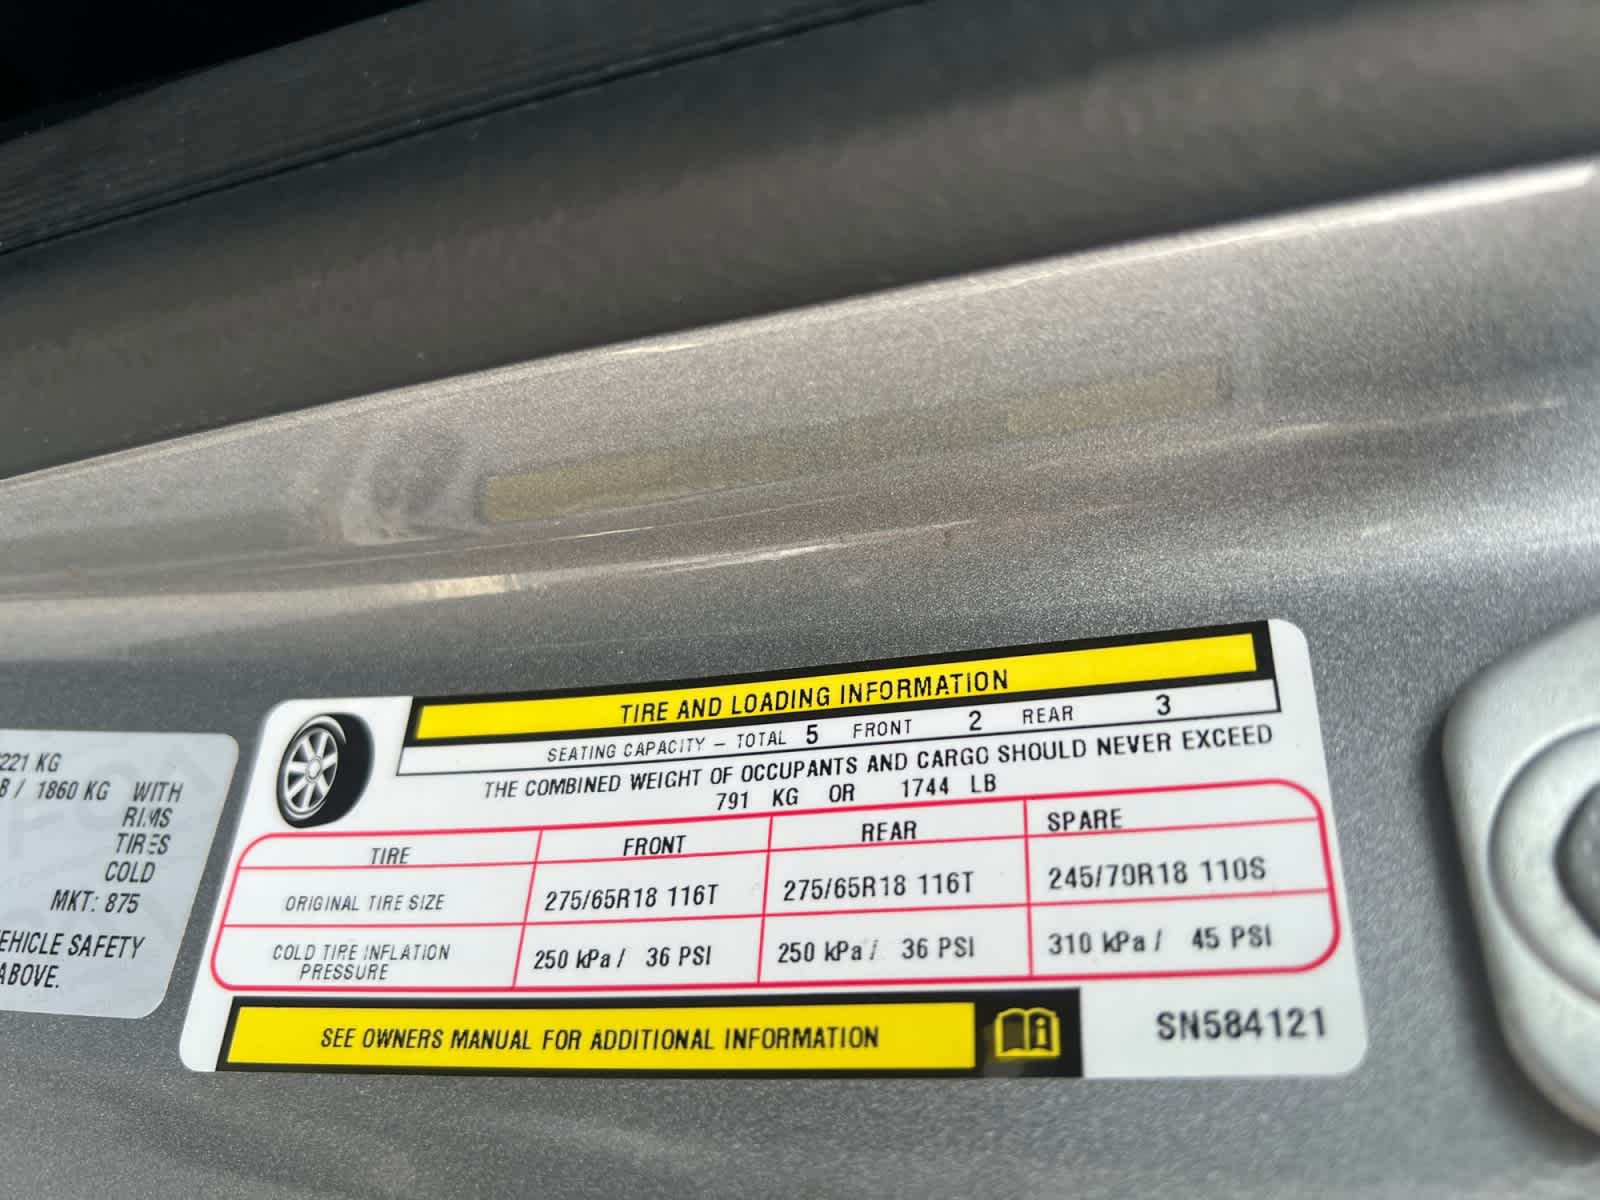 221 KG
B / 1860 KG WITH
RIMS
TIRES
COLD
MKT: 875
EHICLE SAFETY
ABOVE.
TIRE AND LOADING INFORMATION
SEATING CAPACITY – TOTAL 5 FRONT 2 REAR 3
THE COMBINED WEIGHT OF OCCUPANTS AND CARGO SHOULD NEVER EXCEED
791 KG OR 1744 LB
TIRE FRONT REAR SPARE
ORIGINAL TIRE SIZE 275/65R18 116T 275/65R18 116T 245/70R18 110S
COLD TIRE INFLATION
PRESSURE 250 kPa / 36 PSI 250 kPa / 36 PSI 310 kPa / 45 PSI
SEE OWNERS MANUAL FOR ADDITIONAL INFORMATION
SN584121